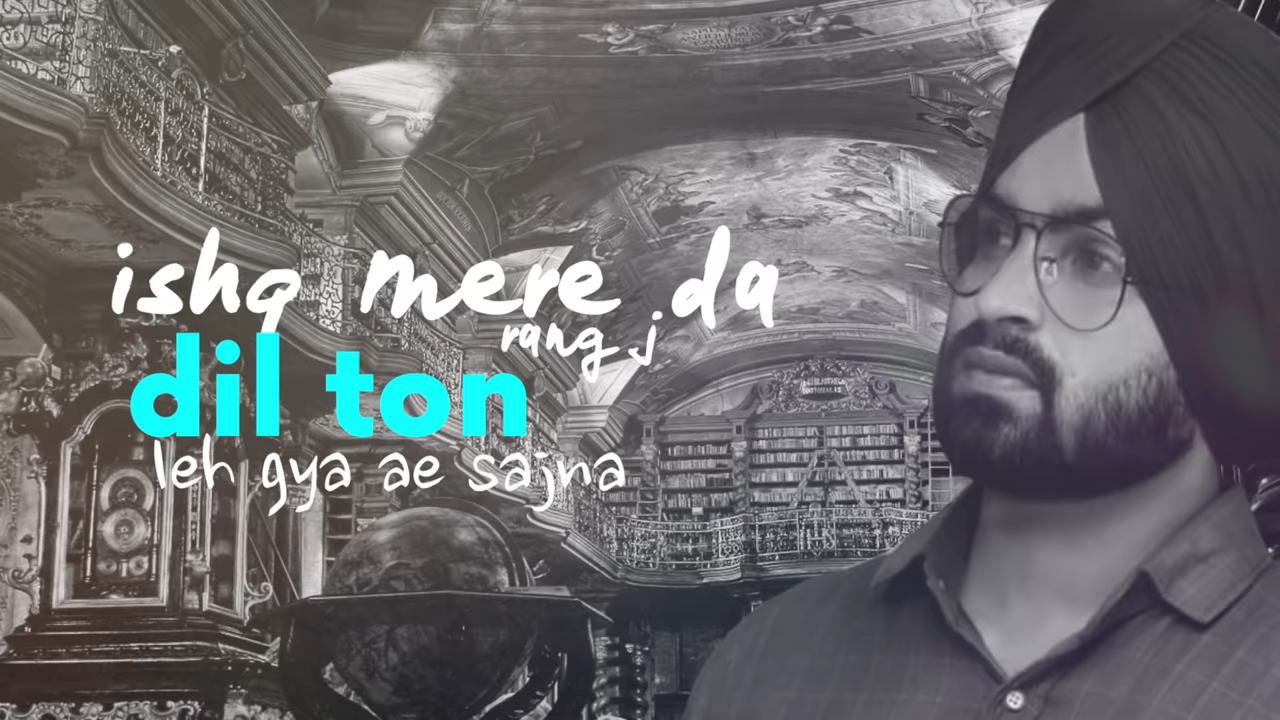 ishq mere da
rang j
dil ton
leh gya ae sajna